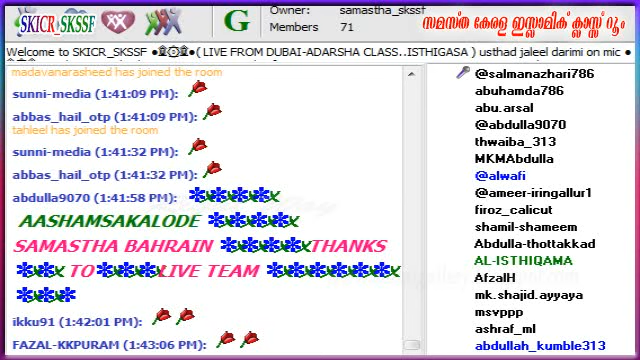 SKICR_SKSSF
G
Owner: samastha_skssf
Members 71
സമസ്ത കേരള ഇസ്ലാമിക് ക്ലാസ്സ് റൂം
Welcome to SKICR_SKSSF ●۩۞۩●( LIVE FROM DUBAI-ADARSHA CLASS..ISTHIGASA ) usthad jaleel darimi on mic ●
madavanarasheed has joined the room
sunni-media (1:41:09 PM):
abbas_hail_otp (1:41:09 PM):
tahleel has joined the room
sunni-media (1:41:32 PM):
abbas_hail_otp (1:41:32 PM):
abdulla9070 (1:41:58 PM):
AASHAMSAKALODE
SAMASTHA BAHRAIN THANKS
TO LIVE TEAM
ikku91 (1:42:01 PM):
FAZAL-KKPURAM (1:43:06 PM):
@salmanazhari786
abuhamda786
abu.arsal
@abdulla9070
thwaiba_313
MKMAbdulla
@alwafi
@ameer-iringallur1
firoz_calicut
shamil-shameem
Abdulla-thottakkad
AL-ISTHIQAMA
AfzalH
mk.shajid.ayyaya
msvppp
ashraf_ml
abdullah_kumble313